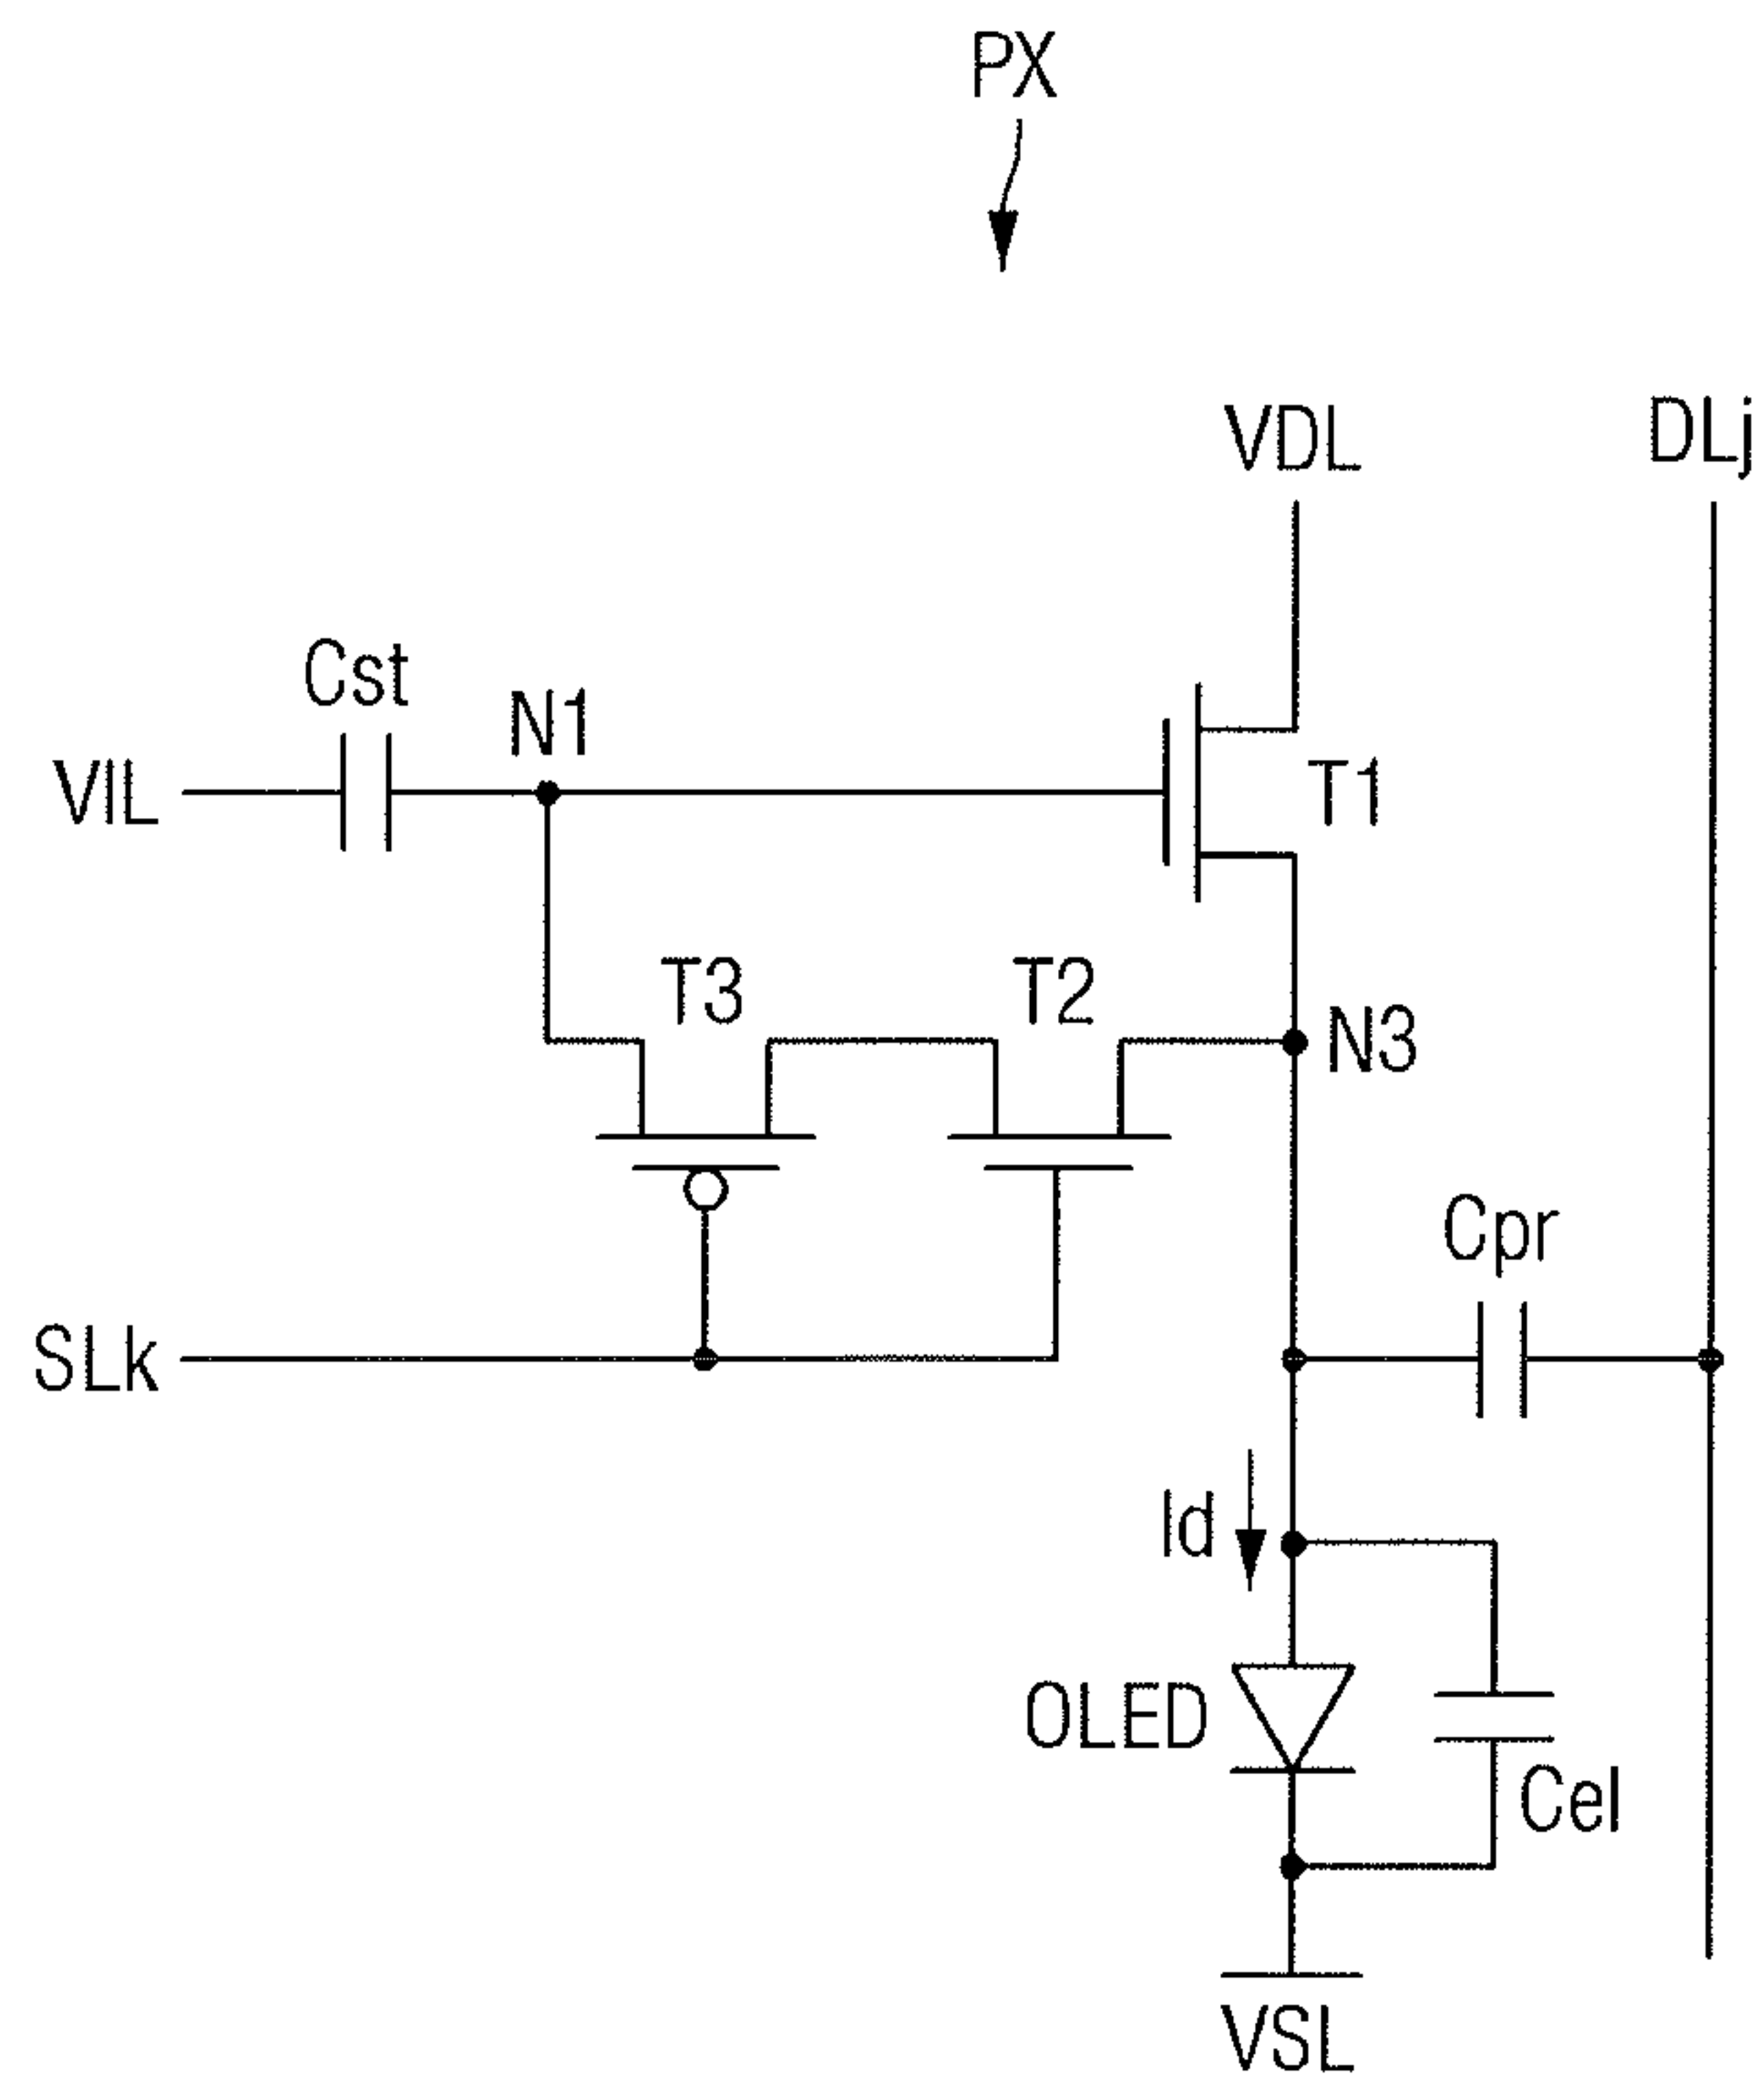 PX
VDL
DLj
Cst
N1
VIL
T1
T3
T2
N3
Cpr
SLk
Id
OLED
Cel
VSL